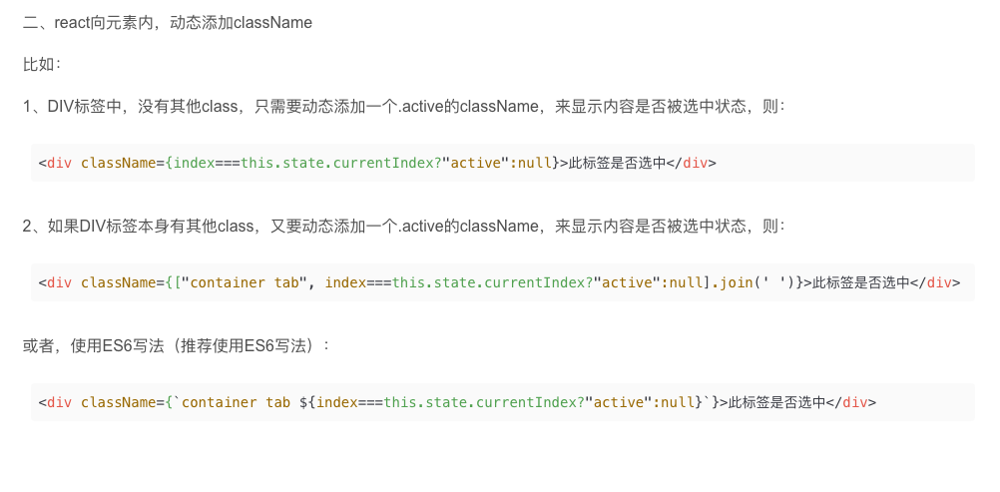 二、react向元素内，动态添加className
比如：
1、DIV标签中，没有其他class，只需要动态添加一个.active的className，来显示内容是否被选中状态，则：
<div className={index===this.state.currentIndex?"active":null}>此标签是否选中</div>
2、如果DIV标签本身有其他class，又要动态添加一个.active的className，来显示内容是否被选中状态，则：
<div className={["container tab", index===this.state.currentIndex?"active":null].join(' ')}>此标签是否选中</div>
或者，使用ES6写法（推荐使用ES6写法）：
<div className={`container tab ${index===this.state.currentIndex?"active":null}`}>此标签是否选中</div>